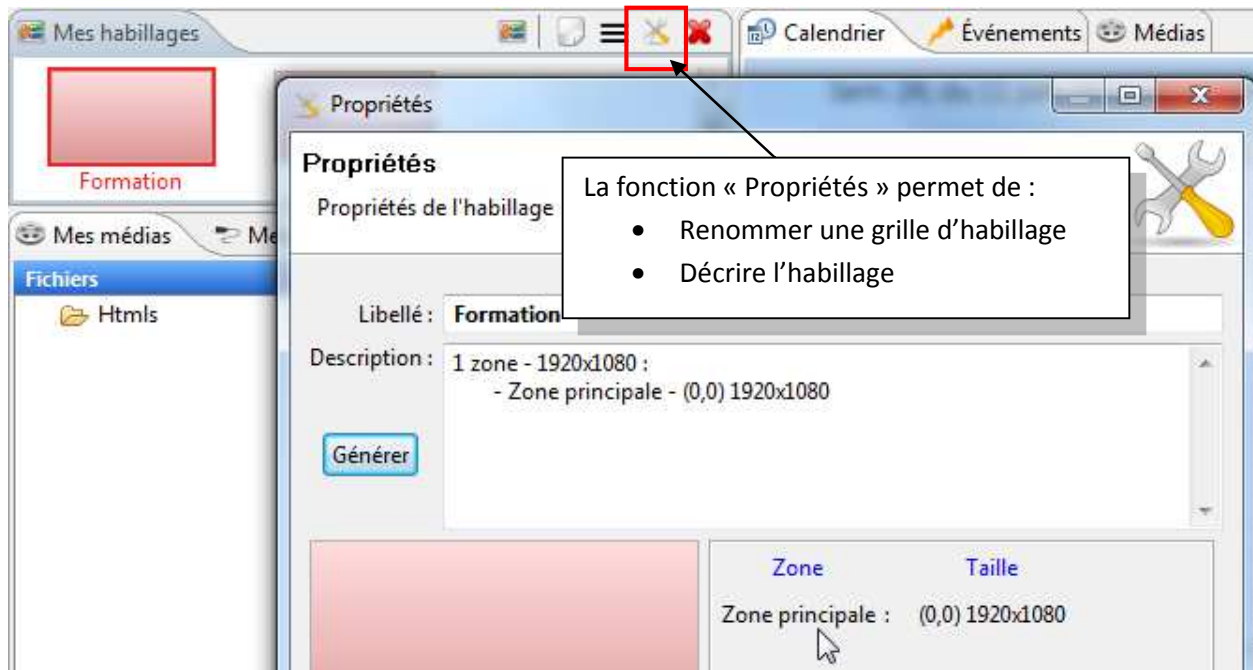 Mes habillages
Calendrier
Événements
Médias
Formation
Propriétés
Propriétés
Propriétés de l'habillage
La fonction « Propriétés » permet de :
• Renommer une grille d’habillage
• Décrire l’habillage
Mes médias
Me
Fichiers
Htmls
Libellé :
Formation
Description :
1 zone - 1920x1080 :
- Zone principale - (0,0) 1920x1080
Générer
Zone Taille
Zone principale : (0,0) 1920x1080